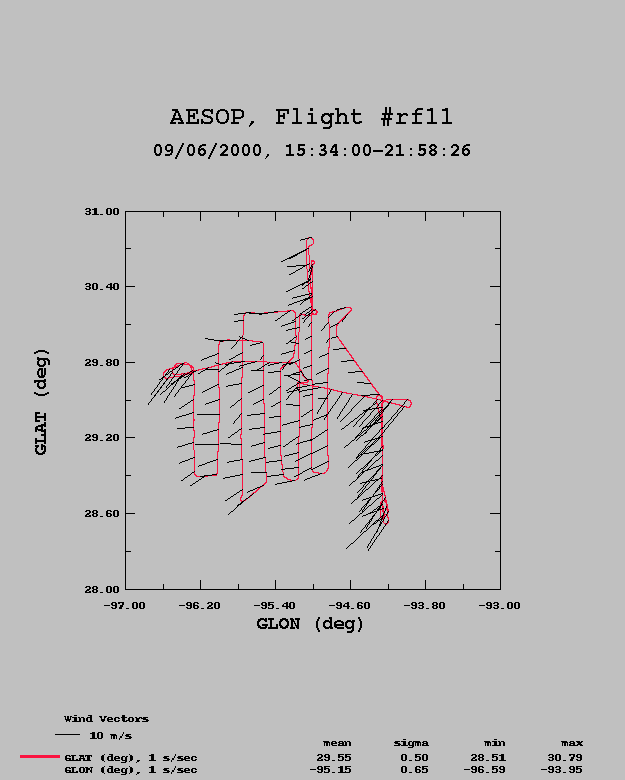 AESOP, Flight #rf11
09/06/2000, 15:34:00-21:58:26
31.00
30.40
29.80
29.20
28.60
28.00
GLAT (deg)
-97.00 -96.20 -95.40 -94.60 -93.80 -93.00
GLON (deg)
Wind Vectors
10 m/s
mean sigma min max
GLAT (deg), 1 s/sec 29.55 0.50 28.51 30.79
GLON (deg), 1 s/sec -95.15 0.65 -96.59 -93.95